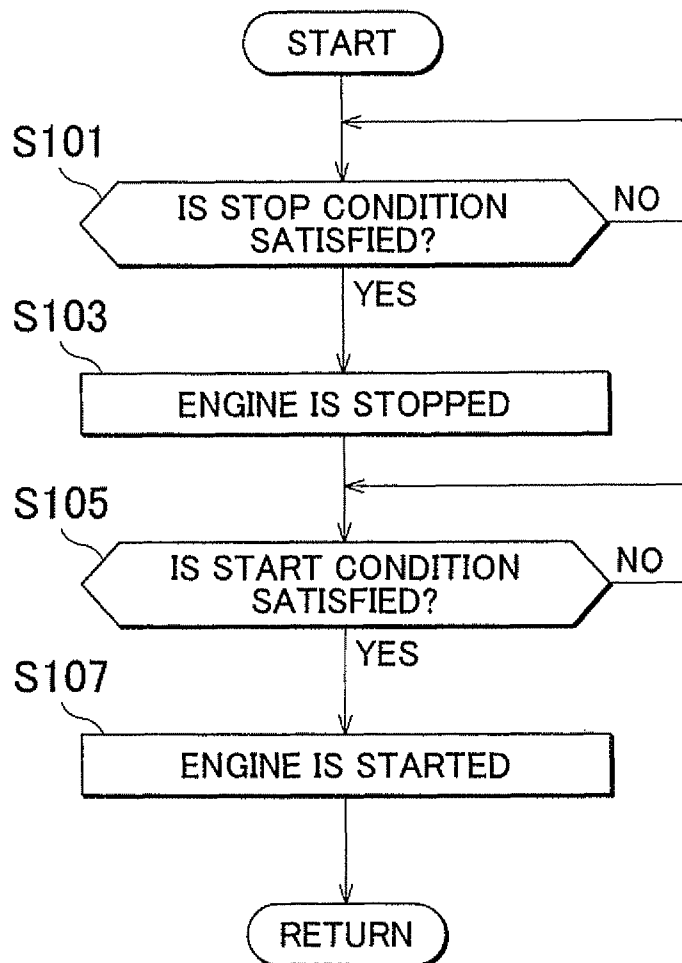 START
S101
IS STOP CONDITION
SATISFIED?
NO
YES
S103
ENGINE IS STOPPED
S105
IS START CONDITION
SATISFIED?
NO
YES
S107
ENGINE IS STARTED
RETURN